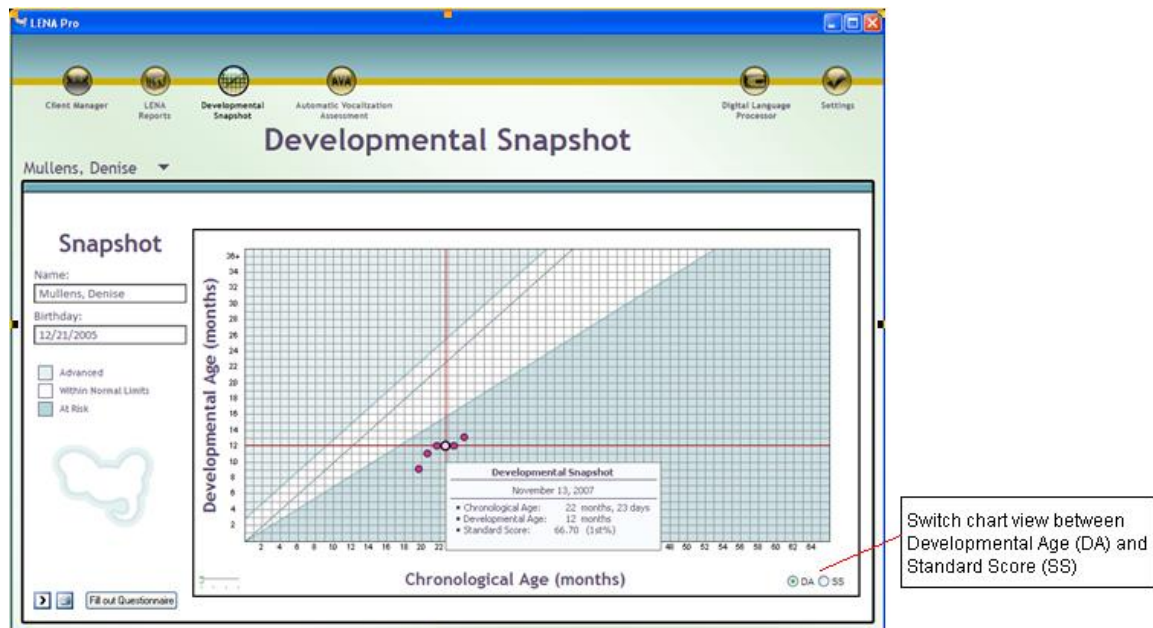 LENA Pro
Client Manager
LENA
Reports
Developmental
Snapshot
AVA
Automatic Vocalization
Assessment
Digital Language
Processor
Settings
Developmental Snapshot
Mullens, Denise
Snapshot
Name:
Mullens, Denise
Birthday:
12/21/2005
Advanced
Within Normal Limits
At Risk
Fill out Questionnaire
Developmental Age (months)
36+
34
32
30
28
26
24
22
20
18
16
14
12
10
8
6
4
2
2 4 6 8 10 12 14 16 18 20 22 46 48 50 52 54 56 58 60 62 64
Developmental Snapshot
November 13, 2007
• Chronological Age: 22 months, 23 days
• Developmental Age: 12 months
• Standard Score: 66.70 (1st%)
Chronological Age (months)
DA SS
Switch chart view between
Developmental Age (DA) and
Standard Score (SS)